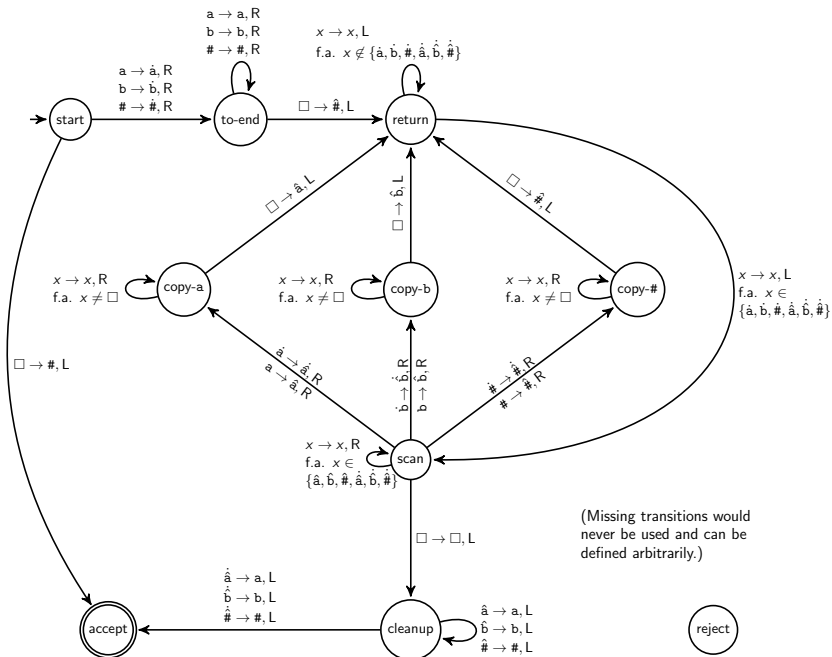 a → a, R
b → b, R
# → #, R
x → x, L
f.a. x ∉ {ȧ, ḃ, #̇, â̇, b̂̇, #̂̇}
a → ȧ, R
b → ḃ, R
# → #̇, R
start
to-end
□ → #̂, L
return
□ → â, L
□ → b̂, L
□ → #̂, L
x → x, R
f.a. x ≠ □
copy-a
x → x, R
f.a. x ≠ □
copy-b
x → x, R
f.a. x ≠ □
copy-#
x → x, L
f.a. x ∈
{ȧ, ḃ, #̇, â̇, b̂̇, #̂̇}
□ → #, L
ȧ → â̇, R
a → â, R
ḃ → b̂̇, R
b → b̂, R
#̇ → #̂̇, R
# → #̂, R
x → x, R
f.a. x ∈
{â, b̂, #̂, â̇, b̂̇, #̂̇}
scan
□ → □, L
(Missing transitions would
never be used and can be
defined arbitrarily.)
â̇ → a, L
b̂̇ → b, L
#̂̇ → #, L
accept
cleanup
â → a, L
b̂ → b, L
#̂ → #, L
reject